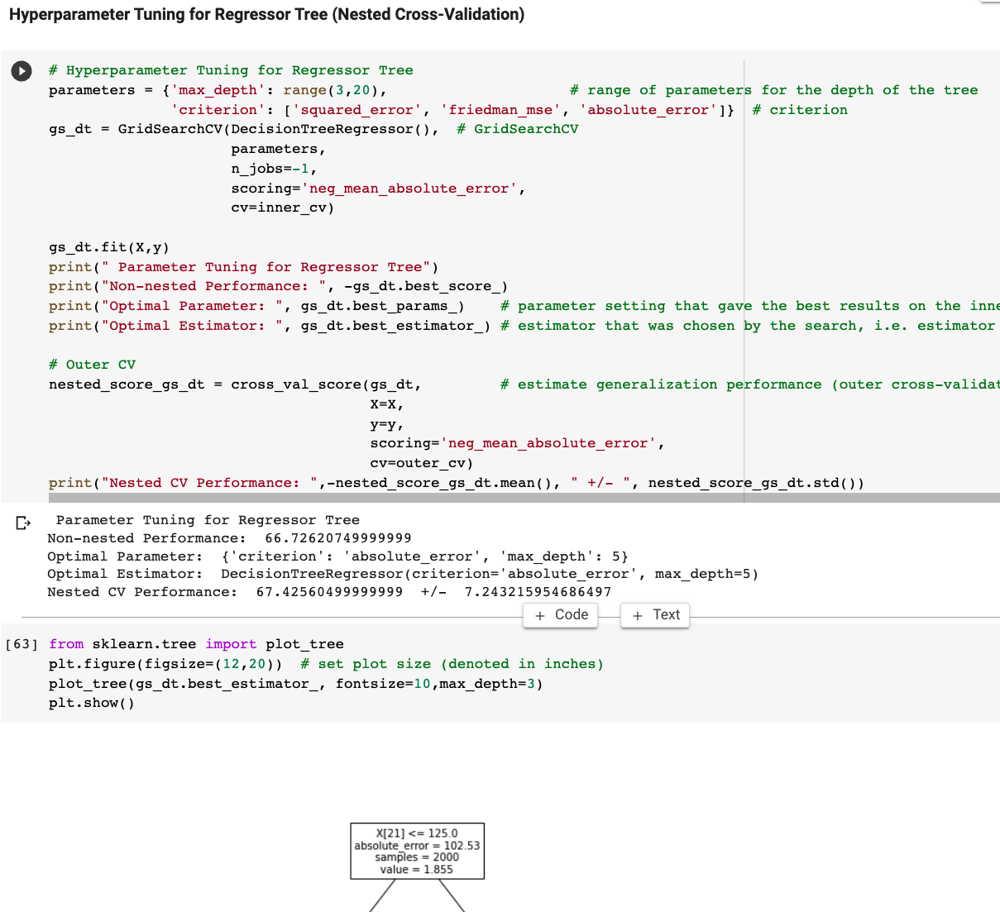 Hyperparameter Tuning for Regressor Tree (Nested Cross-Validation)
# Hyperparameter Tuning for Regressor Tree
parameters = {'max_depth': range(3,20), # range of parameters for the depth of the tree
'criterion': ['squared_error', 'friedman_mse', 'absolute_error']} # criterion
gs_dt = GridSearchCV(DecisionTreeRegressor(), # GridSearchCV
parameters,
n_jobs=-1,
scoring='neg_mean_absolute_error',
cv=inner_cv)
gs_dt.fit(X,y)
print(" Parameter Tuning for Regressor Tree")
print("Non-nested Performance: ", -gs_dt.best_score_)
print("Optimal Parameter: ", gs_dt.best_params_) # parameter setting that gave the best results on the inne
print("Optimal Estimator: ", gs_dt.best_estimator_) # estimator that was chosen by the search, i.e. estimator
# Outer CV
nested_score_gs_dt = cross_val_score(gs_dt, # estimate generalization performance (outer cross-validat
X=X,
y=y,
scoring='neg_mean_absolute_error',
cv=outer_cv)
print("Nested CV Performance: ",-nested_score_gs_dt.mean(), " +/- ", nested_score_gs_dt.std())
Parameter Tuning for Regressor Tree
Non-nested Performance: 66.72620749999999
Optimal Parameter: {'criterion': 'absolute_error', 'max_depth': 5}
Optimal Estimator: DecisionTreeRegressor(criterion='absolute_error', max_depth=5)
Nested CV Performance: 67.42560499999999 +/- 7.243215954686497
+ Code + Text
[63] from sklearn.tree import plot_tree
plt.figure(figsize=(12,20)) # set plot size (denoted in inches)
plot_tree(gs_dt.best_estimator_, fontsize=10,max_depth=3)
plt.show()
X[21] <= 125.0
absolute_error = 102.53
samples = 2000
value = 1.855